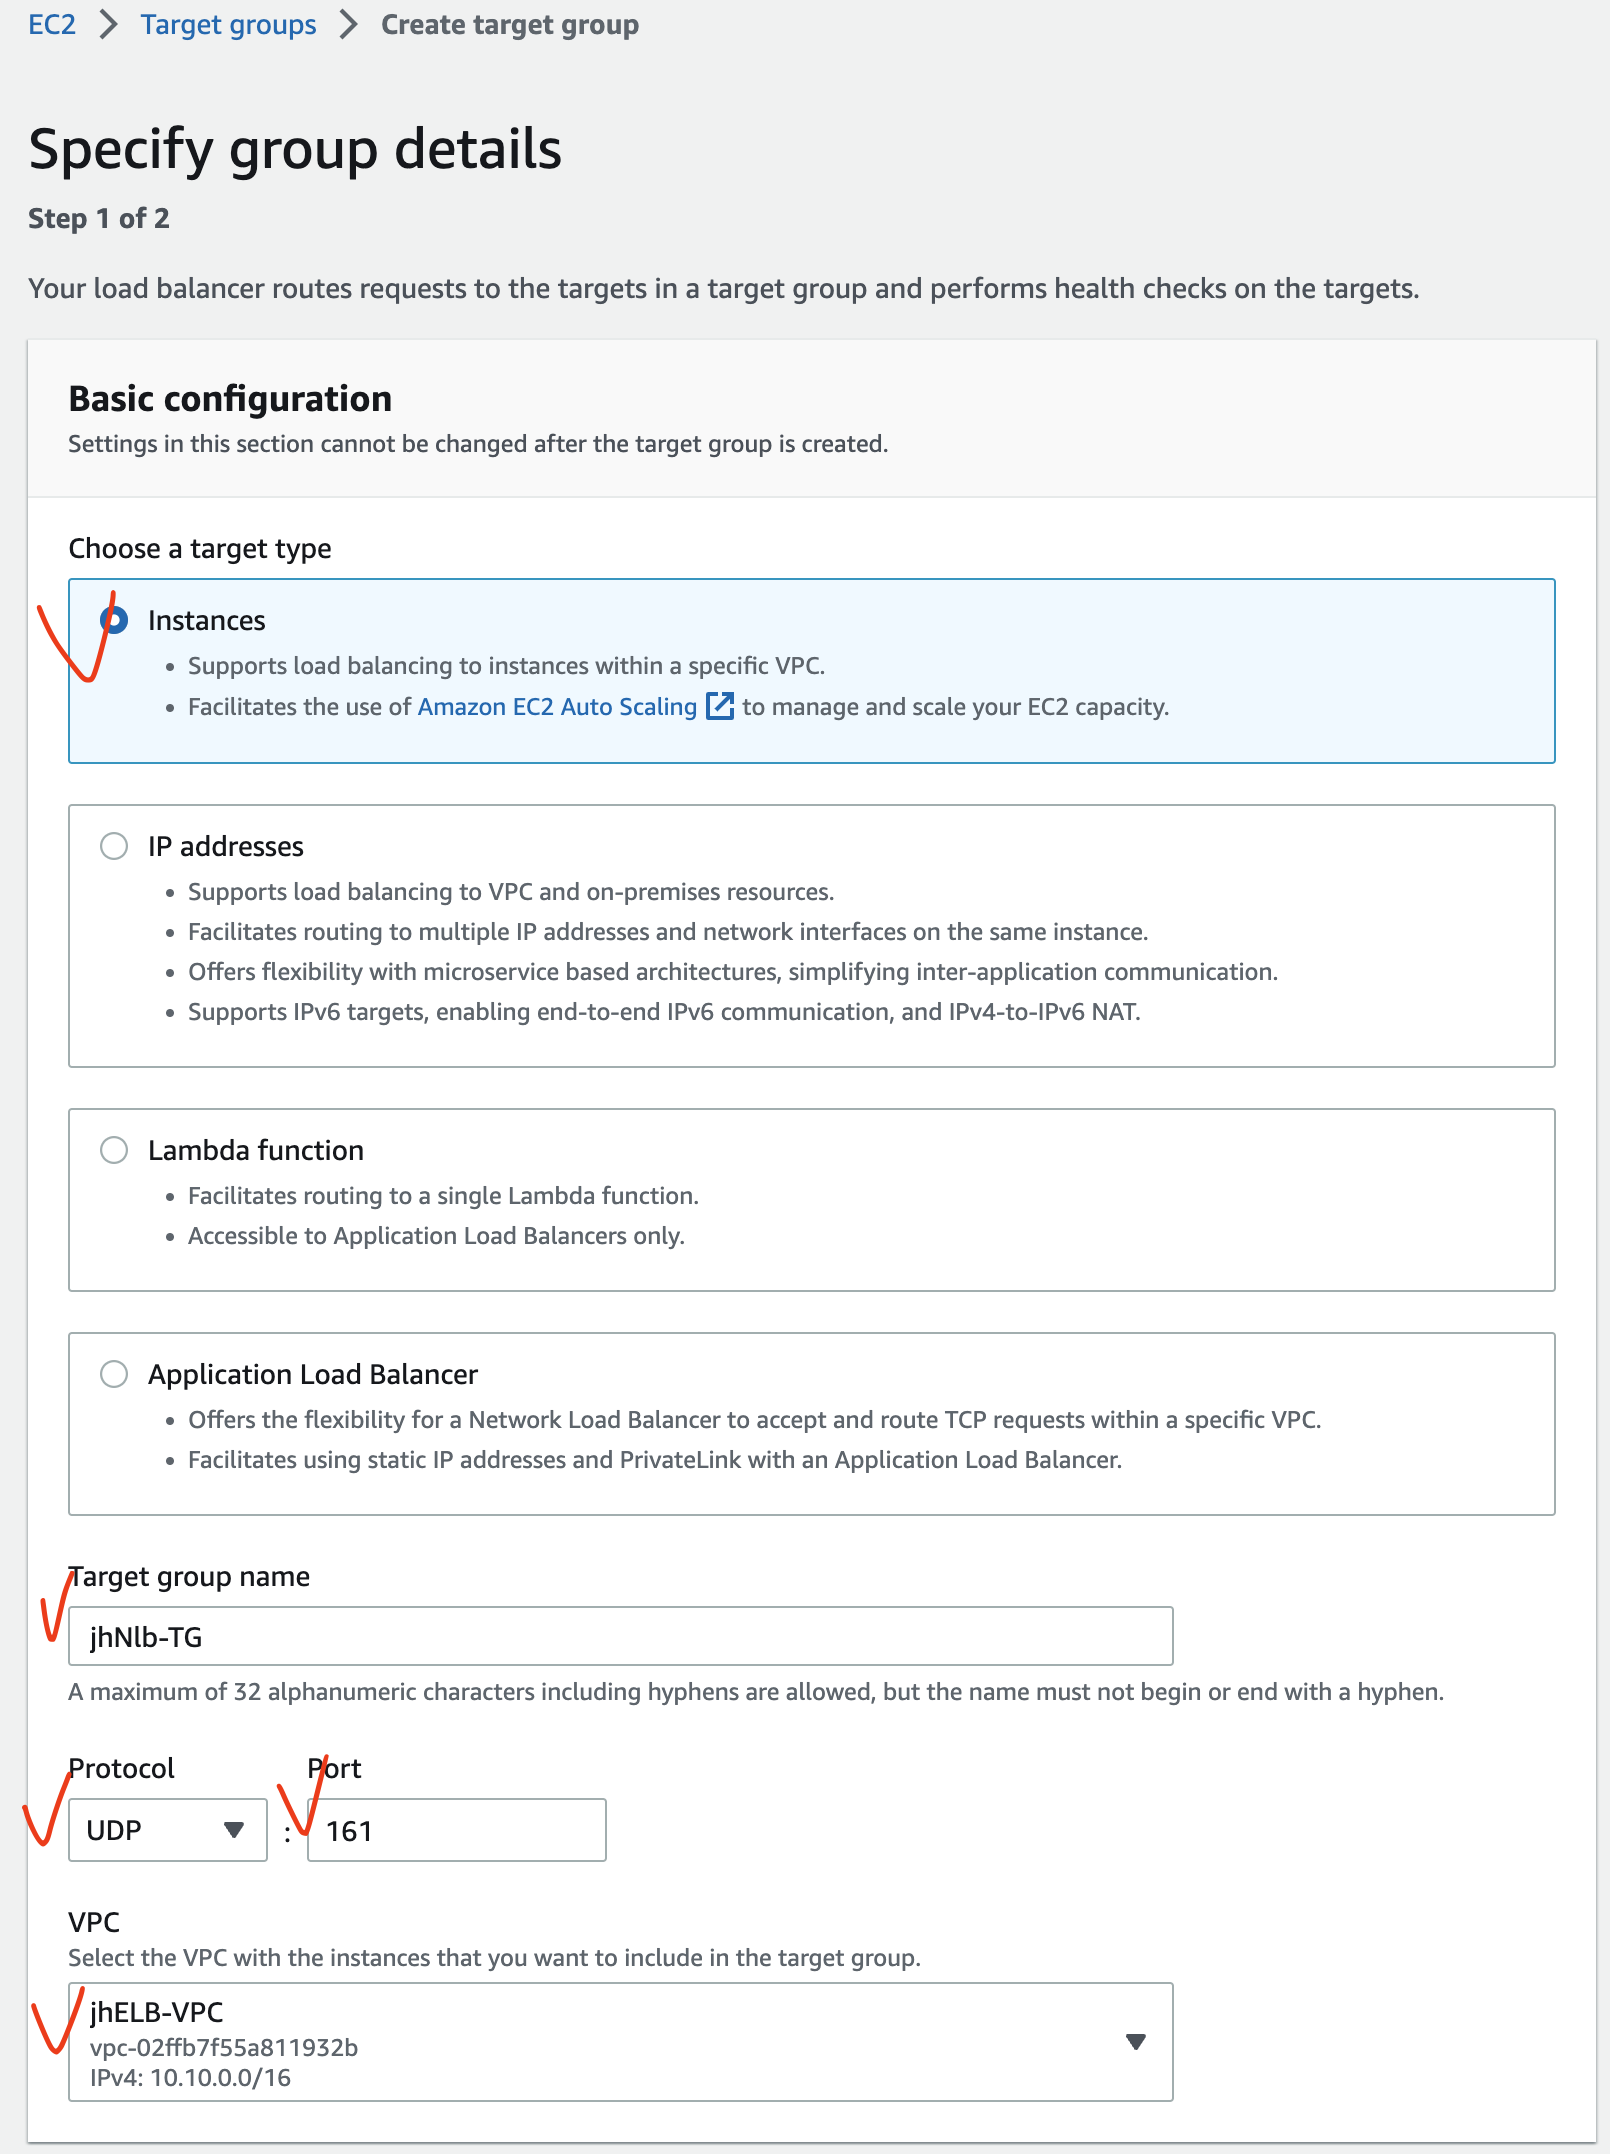 EC2 > Target groups > Create target group
Specify group details
Step 1 of 2
Your load balancer routes requests to the targets in a target group and performs health checks on the targets.
Basic configuration
Settings in this section cannot be changed after the target group is created.
Choose a target type
Instances
• Supports load balancing to instances within a specific VPC.
• Facilitates the use of Amazon EC2 Auto Scaling to manage and scale your EC2 capacity.
IP addresses
• Supports load balancing to VPC and on-premises resources.
• Facilitates routing to multiple IP addresses and network interfaces on the same instance.
• Offers flexibility with microservice based architectures, simplifying inter-application communication.
• Supports IPv6 targets, enabling end-to-end IPv6 communication, and IPv4-to-IPv6 NAT.
Lambda function
• Facilitates routing to a single Lambda function.
• Accessible to Application Load Balancers only.
Application Load Balancer
• Offers the flexibility for a Network Load Balancer to accept and route TCP requests within a specific VPC.
• Facilitates using static IP addresses and PrivateLink with an Application Load Balancer.
Target group name
jhNlb-TG
A maximum of 32 alphanumeric characters including hyphens are allowed, but the name must not begin or end with a hyphen.
Protocol Port
UDP : 161
VPC
Select the VPC with the instances that you want to include in the target group.
jhELB-VPC
vpc-02ffb7f55a811932b
IPv4: 10.10.0.0/16